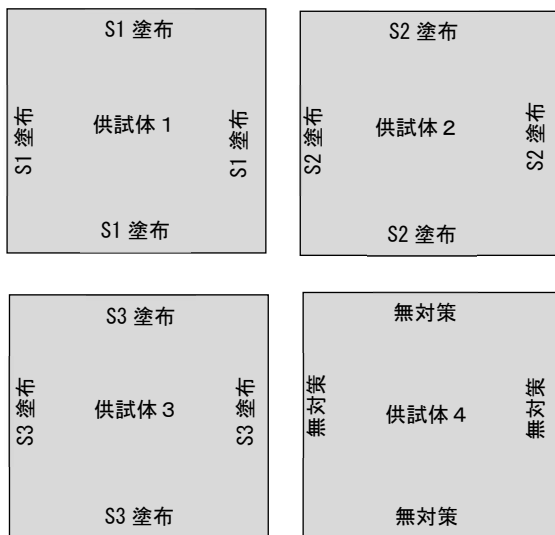 S1 塗布
S1 塗布
供試体１
S1 塗布
S1 塗布
S2 塗布
S2 塗布
供試体２
S2 塗布
S2 塗布
S3 塗布
S3 塗布
供試体３
S3 塗布
S3 塗布
無対策
無対策
供試体４
無対策
無対策